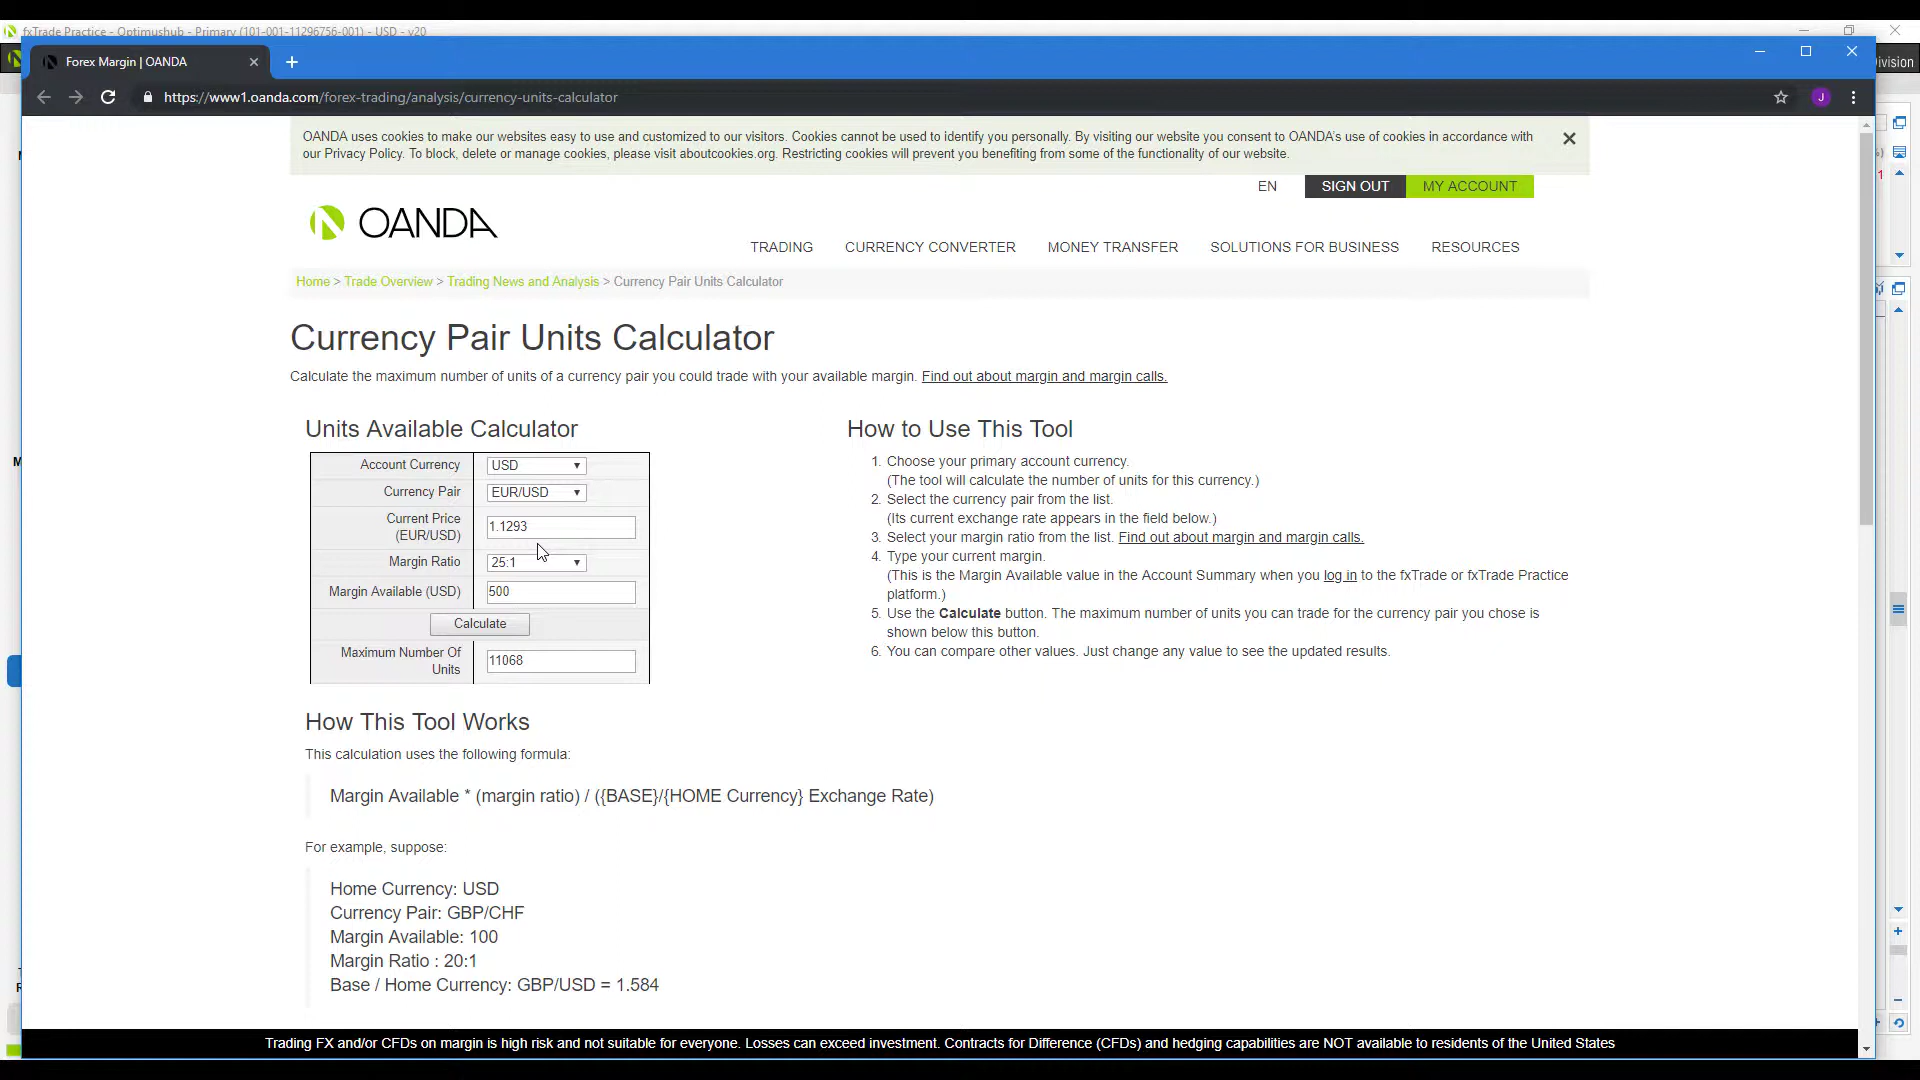 fxTrade Practice - Optimushub - Primary (101-001-11296756-001) - USD - v20
Forex Margin | OANDA
ivision
https://www1.oanda.com/forex-trading/analysis/currency-units-calculator
J
OANDA uses cookies to make our websites easy to use and customized to our visitors. Cookies cannot be used to identify you personally. By visiting our website you consent to OANDA's use of cookies in accordance with
our Privacy Policy. To block, delete or manage cookies, please visit aboutcookies.org. Restricting cookies will prevent you benefiting from some of the functionality of our website.
EN SIGN OUT MY ACCOUNT
OANDA
TRADING CURRENCY CONVERTER MONEY TRANSFER SOLUTIONS FOR BUSINESS RESOURCES
Home > Trade Overview > Trading News and Analysis > Currency Pair Units Calculator
Currency Pair Units Calculator
Calculate the maximum number of units of a currency pair you could trade with your available margin. Find out about margin and margin calls.
Units Available Calculator
Account Currency USD
Currency Pair EUR/USD
Current Price
(EUR/USD) 1.1293
Margin Ratio 25:1
Margin Available (USD) 500
Calculate
Maximum Number Of
Units 11068
How to Use This Tool
1. Choose your primary account currency.
(The tool will calculate the number of units for this currency.)
2. Select the currency pair from the list.
(Its current exchange rate appears in the field below.)
3. Select your margin ratio from the list. Find out about margin and margin calls.
4. Type your current margin.
(This is the Margin Available value in the Account Summary when you log in to the fxTrade or fxTrade Practice
platform.)
5. Use the Calculate button. The maximum number of units you can trade for the currency pair you chose is
shown below this button.
6. You can compare other values. Just change any value to see the updated results.
How This Tool Works
This calculation uses the following formula:
Margin Available * (margin ratio) / ({BASE}/{HOME Currency} Exchange Rate)
For example, suppose:
Home Currency: USD
Currency Pair: GBP/CHF
Margin Available: 100
Margin Ratio : 20:1
Base / Home Currency: GBP/USD = 1.584
Trading FX and/or CFDs on margin is high risk and not suitable for everyone. Losses can exceed investment. Contracts for Difference (CFDs) and hedging capabilities are NOT available to residents of the United States